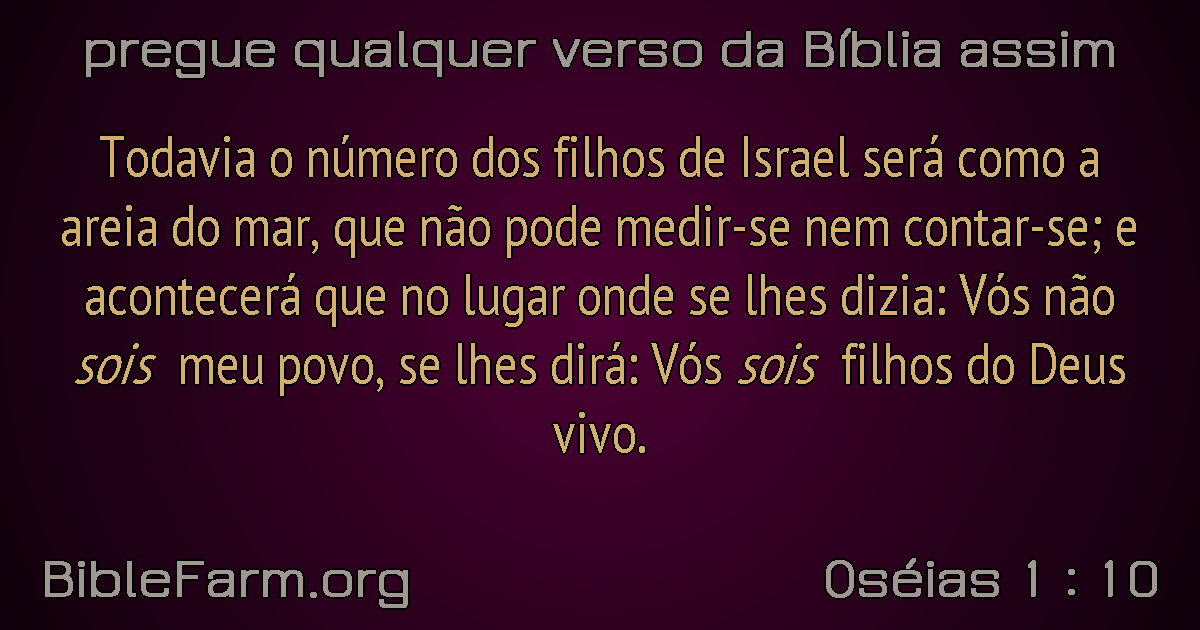 pregue qualquer verso da Bíblia assim
Todavia o número dos filhos de Israel será como a
areia do mar, que não pode medir-se nem contar-se; e
acontecerá que no lugar onde se lhes dizia: Vós não
sois meu povo, se lhes dirá: Vós sois filhos do Deus
vivo.
BibleFarm.org
Oséias 1 : 10